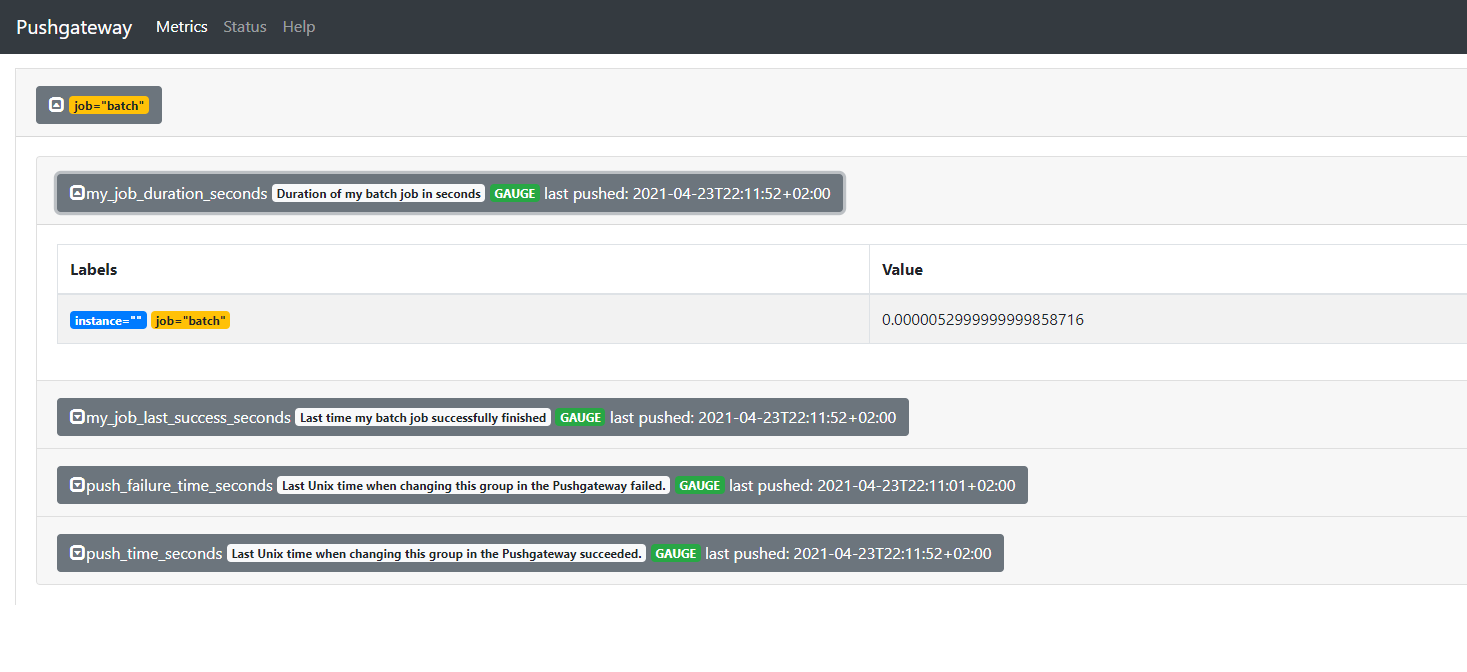 Pushgateway Metrics Status Help
job="batch"
my_job_duration_seconds Duration of my batch job in seconds GAUGE last pushed: 2021-04-23T22:11:52+02:00
Labels Value
instance="" job="batch" 0.0000052999999999858716
my_job_last_success_seconds Last time my batch job successfully finished GAUGE last pushed: 2021-04-23T22:11:52+02:00
push_failure_time_seconds Last Unix time when changing this group in the Pushgateway failed. GAUGE last pushed: 2021-04-23T22:11:01+02:00
push_time_seconds Last Unix time when changing this group in the Pushgateway succeeded. GAUGE last pushed: 2021-04-23T22:11:52+02:00